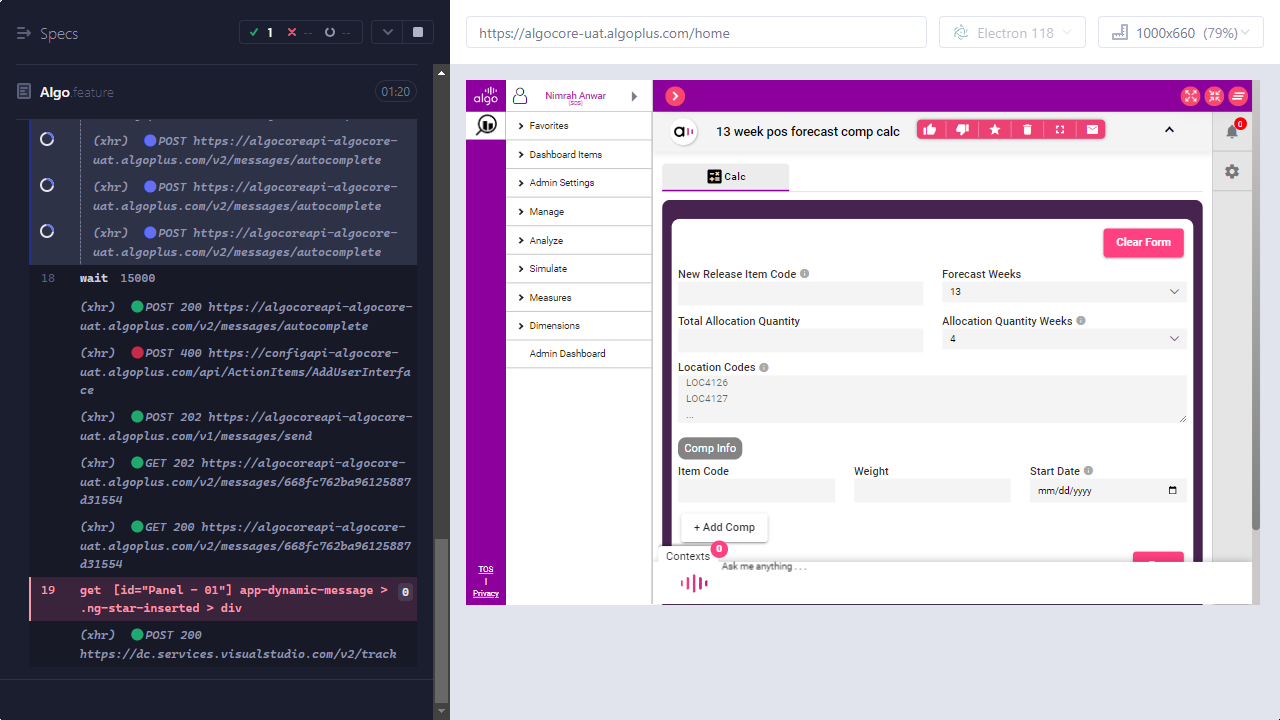 Specs
1
--
--
https://algocore-uat.algoplus.com/home
Electron 118
1000x660 (79%)
Algo.feature
01:20
(xhr) POST https://algocoreapi-algocore-
uat.algoplus.com/v2/messages/autocomplete
(xhr) POST https://algocoreapi-algocore-
uat.algoplus.com/v2/messages/autocomplete
(xhr) POST https://algocoreapi-algocore-
uat.algoplus.com/v2/messages/autocomplete
18 wait 15000
(xhr) POST 200 https://algocoreapi-algocore-
uat.algoplus.com/v2/messages/autocomplete
(xhr) POST 400 https://configapi-algocore-
uat.algoplus.com/api/ActionItems/AddUserInterfa
ce
(xhr) POST 202 https://algocoreapi-algocore-
uat.algoplus.com/v1/messages/send
(xhr) GET 202 https://algocoreapi-algocore-
uat.algoplus.com/v2/messages/668fc762ba96125887
d31554
(xhr) GET 200 https://algocoreapi-algocore-
uat.algoplus.com/v2/messages/668fc762ba96125887
d31554
19 get [id="Panel - 01"] app-dynamic-message > 0
.ng-star-inserted > div
(xhr) POST 200
https://dc.services.visualstudio.com/v2/track
algo
Nimrah Anwar
(SCS)
Favorites
Dashboard Items
Admin Settings
Manage
Analyze
Simulate
Measures
Dimensions
Admin Dashboard
TOS
|
Privacy
13 week pos forecast comp calc
0
Calc
Clear Form
New Release Item Code
Forecast Weeks
13
Total Allocation Quantity
Allocation Quantity Weeks
4
Location Codes
LOC4126
LOC4127
...
Comp Info
Item Code
Weight
Start Date
mm/dd/yyyy
+ Add Comp
Contexts
0
Ask me anything . . .